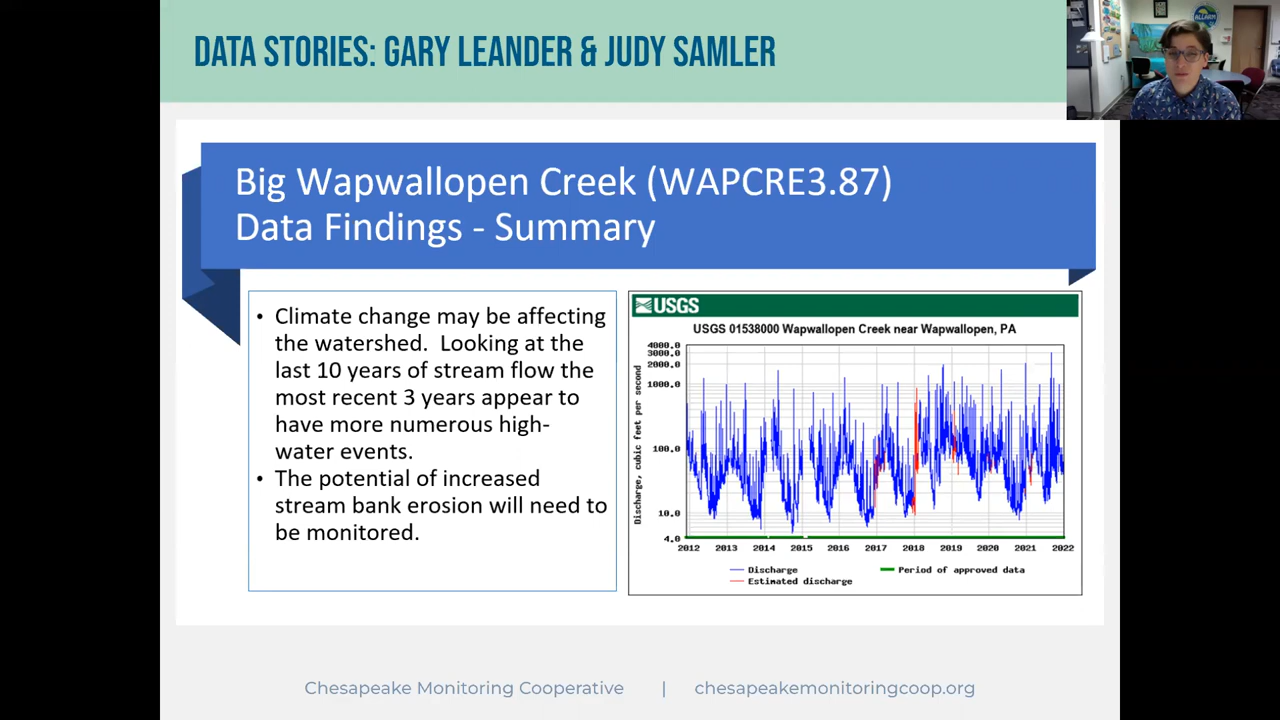 DATA STORIES: GARY LEANDER & JUDY SAMLER
ALLARM
Big Wapwallopen Creek (WAPCRE3.87)
Data Findings - Summary
• Climate change may be affecting
the watershed. Looking at the
last 10 years of stream flow the
most recent 3 years appear to
have more numerous high-
water events.
• The potential of increased
stream bank erosion will need to
be monitored.
USGS
USGS 01538000 Wapwallopen Creek near Wapwallopen, PA
Discharge, cubic feet per second
4000.0
3000.0
2000.0
1000.0
100.0
10.0
4.0
2012 2013 2014 2015 2016 2017 2018 2019 2020 2021 2022
Discharge
Estimated discharge
Period of approved data
Chesapeake Monitoring Cooperative | chesapeakemonitoringcoop.org